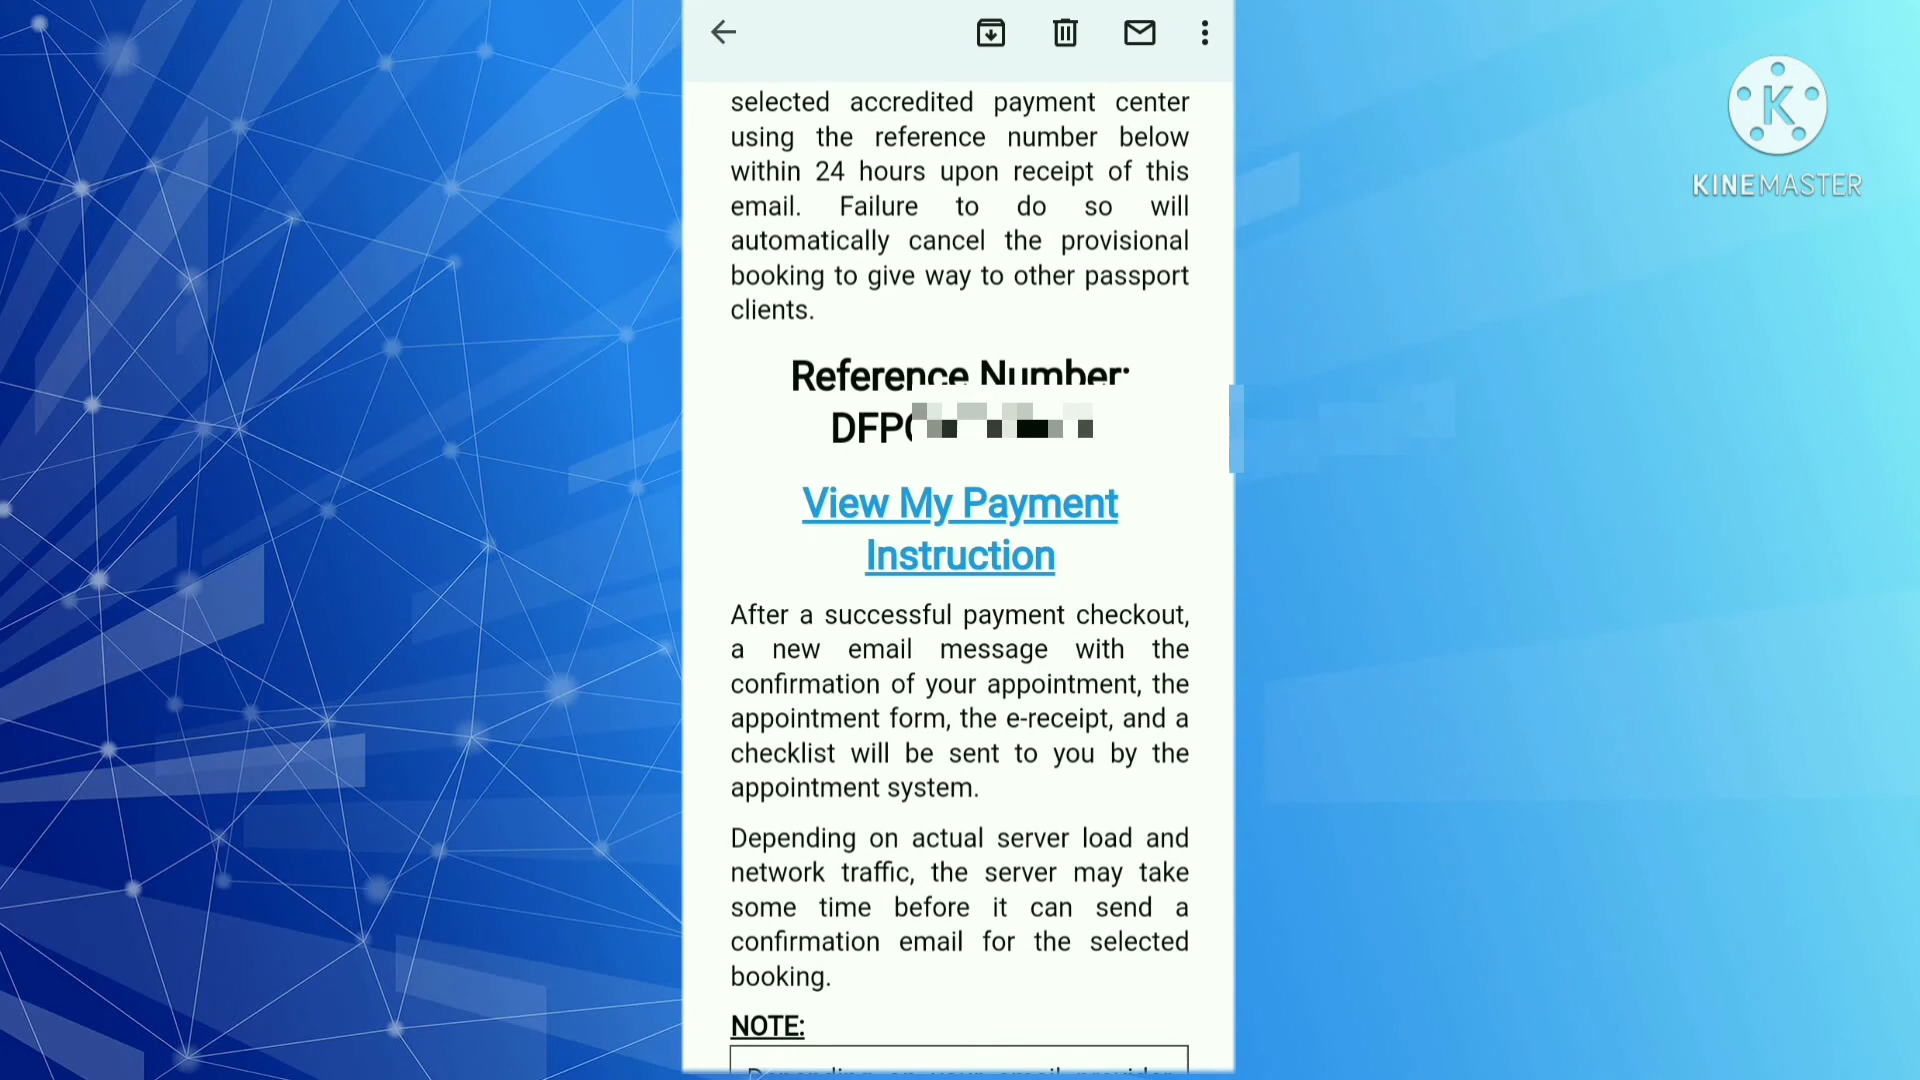 KINEMASTER
selected accredited payment center
using the reference number below
within 24 hours upon receipt of this
email. Failure to do so will
automatically cancel the provisional
booking to give way to other passport
clients.
Reference Number:
View My Payment
Instruction
After a successful payment checkout,
a new email message with the
confirmation of your appointment, the
appointment form, the e-receipt, and a
checklist will be sent to you by the
appointment system.
Depending on actual server load and
network traffic, the server may take
some time before it can send a
confirmation email for the selected
booking.
NOTE: